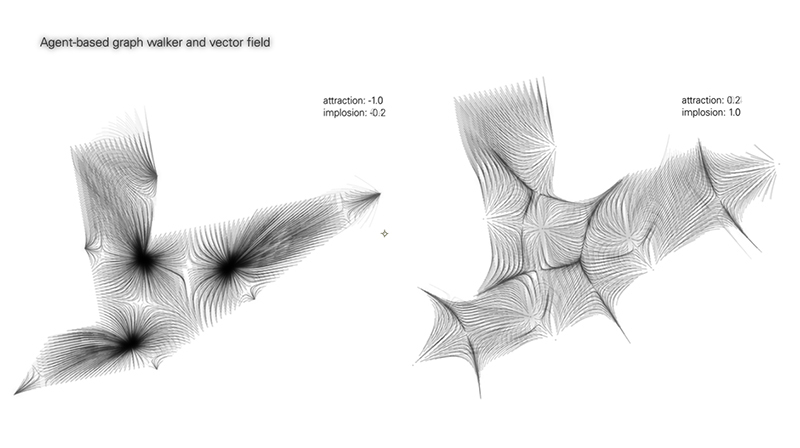 Agent-based graph walker and vector field
attraction: -1.0
implosion: -0.2
attraction: 0.2
implosion: 1.0